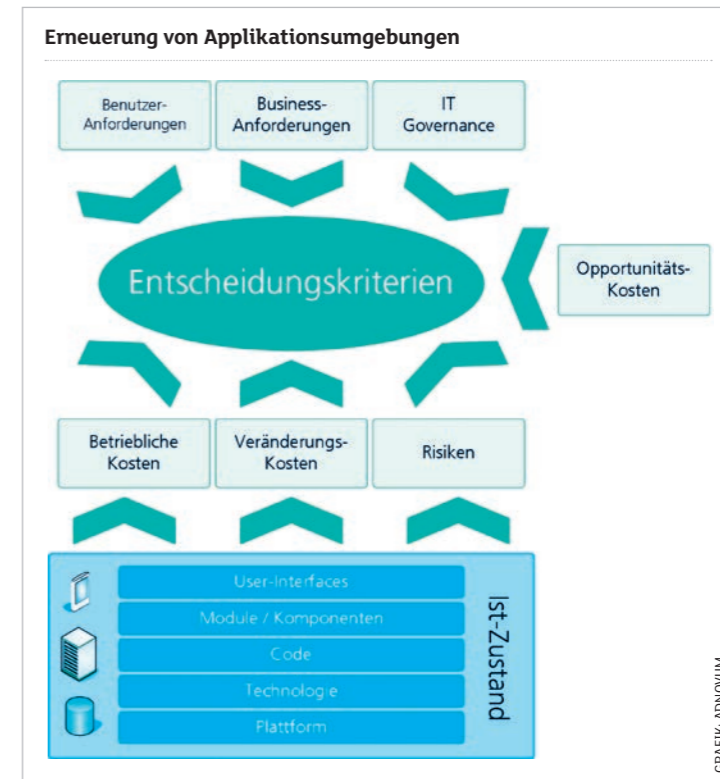 Erneuerung von Applikationsumgebungen
Benutzer-
Anforderungen
Business-
Anforderungen
IT
Governance
Entscheidungskriterien
Opportunitäts-
Kosten
Betriebliche
Kosten
Veränderungs-
Kosten
Risiken
User-Interfaces
Module / Komponenten
Code
Technologie
Plattform
Ist-Zustand
GRAFIK: ADNOVUM